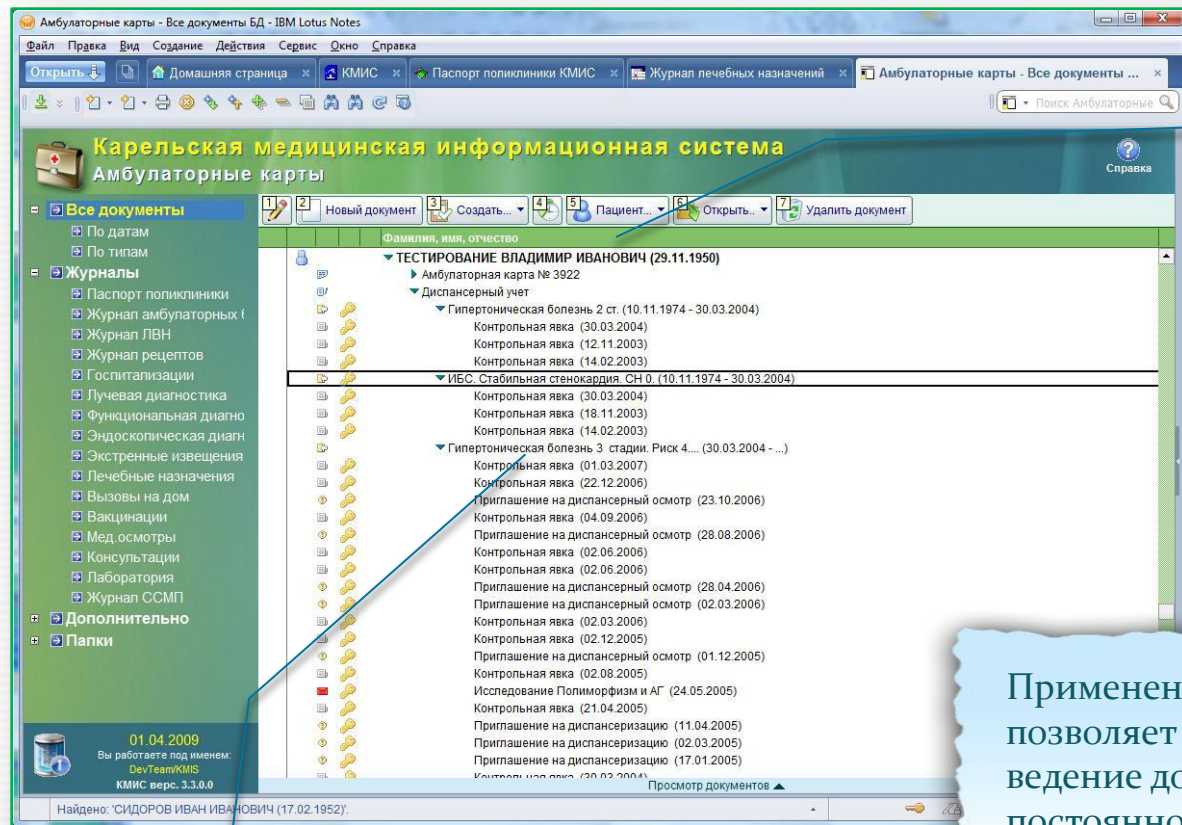 Амбулаторные карты - Все документы БД - IBM Lotus Notes
Файл Правка Вид Создание Действия Сервис Окно Справка
Открыть Домашняя страница КМИС Паспорт поликлиники КМИС Журнал лечебных назначений Амбулаторные карты - Все документы ...
Поиск Амбулаторные
Карельская медицинская информационная система
Амбулаторные карты
Справка
Все документы
По датам
По типам
Журналы
Паспорт поликлиники
Журнал амбулаторных
Журнал ЛВН
Журнал рецептов
Госпитализации
Лучевая диагностика
Функциональная диагно
Эндоскопическая диагн
Экстренные извещения
Лечебные назначения
Вызовы на дом
Вакцинации
Мед.осмотры
Консультации
Лаборатория
Журнал ССМП
Дополнительно
Папки
01.04.2009
Вы работаете под именем:
DevTeam/KMIS
КМИС верс. 3.3.0.0
1 2 Новый документ 3 Создать... 4 5 Пациент... 6 Открыть.. 7 Удалить документ
Фамилия, имя, отчество
ТЕСТИРОВАНИЕ ВЛАДИМИР ИВАНОВИЧ (29.11.1950)
Амбулаторная карта № 3922
Диспансерный учет
Гипертоническая болезнь 2 ст. (10.11.1974 - 30.03.2004)
Контрольная явка (30.03.2004)
Контрольная явка (12.11.2003)
Контрольная явка (14.02.2003)
ИБС. Стабильная стенокардия. СН 0. (10.11.1974 - 30.03.2004)
Контрольная явка (30.03.2004)
Контрольная явка (18.11.2003)
Контрольная явка (14.02.2003)
Гипертоническая болезнь 3 стадии. Риск 4.... (30.03.2004 - ...)
Контрольная явка (01.03.2007)
Контрольная явка (22.12.2006)
Приглашение на диспансерный осмотр (23.10.2006)
Контрольная явка (04.09.2006)
Приглашение на диспансерный осмотр (28.08.2006)
Контрольная явка (02.06.2006)
Контрольная явка (02.06.2006)
Приглашение на диспансерный осмотр (28.04.2006)
Приглашение на диспансерный осмотр (02.03.2006)
Контрольная явка (02.03.2006)
Контрольная явка (02.12.2005)
Приглашение на диспансерный осмотр (01.12.2005)
Контрольная явка (02.08.2005)
Исследование Полиморфизм и АГ (24.05.2005)
Контрольная явка (21.04.2005)
Приглашение на диспансеризацию (11.04.2005)
Приглашение на диспансеризацию (02.03.2005)
Приглашение на диспансеризацию (17.01.2005)
Контрольная явка (30.03.2004)
Просмотр документов
Найдено: 'СИДОРОВ ИВАН ИВАНОВИЧ (17.02.1952)'.
Применен
позволяет
ведение до
постоянно